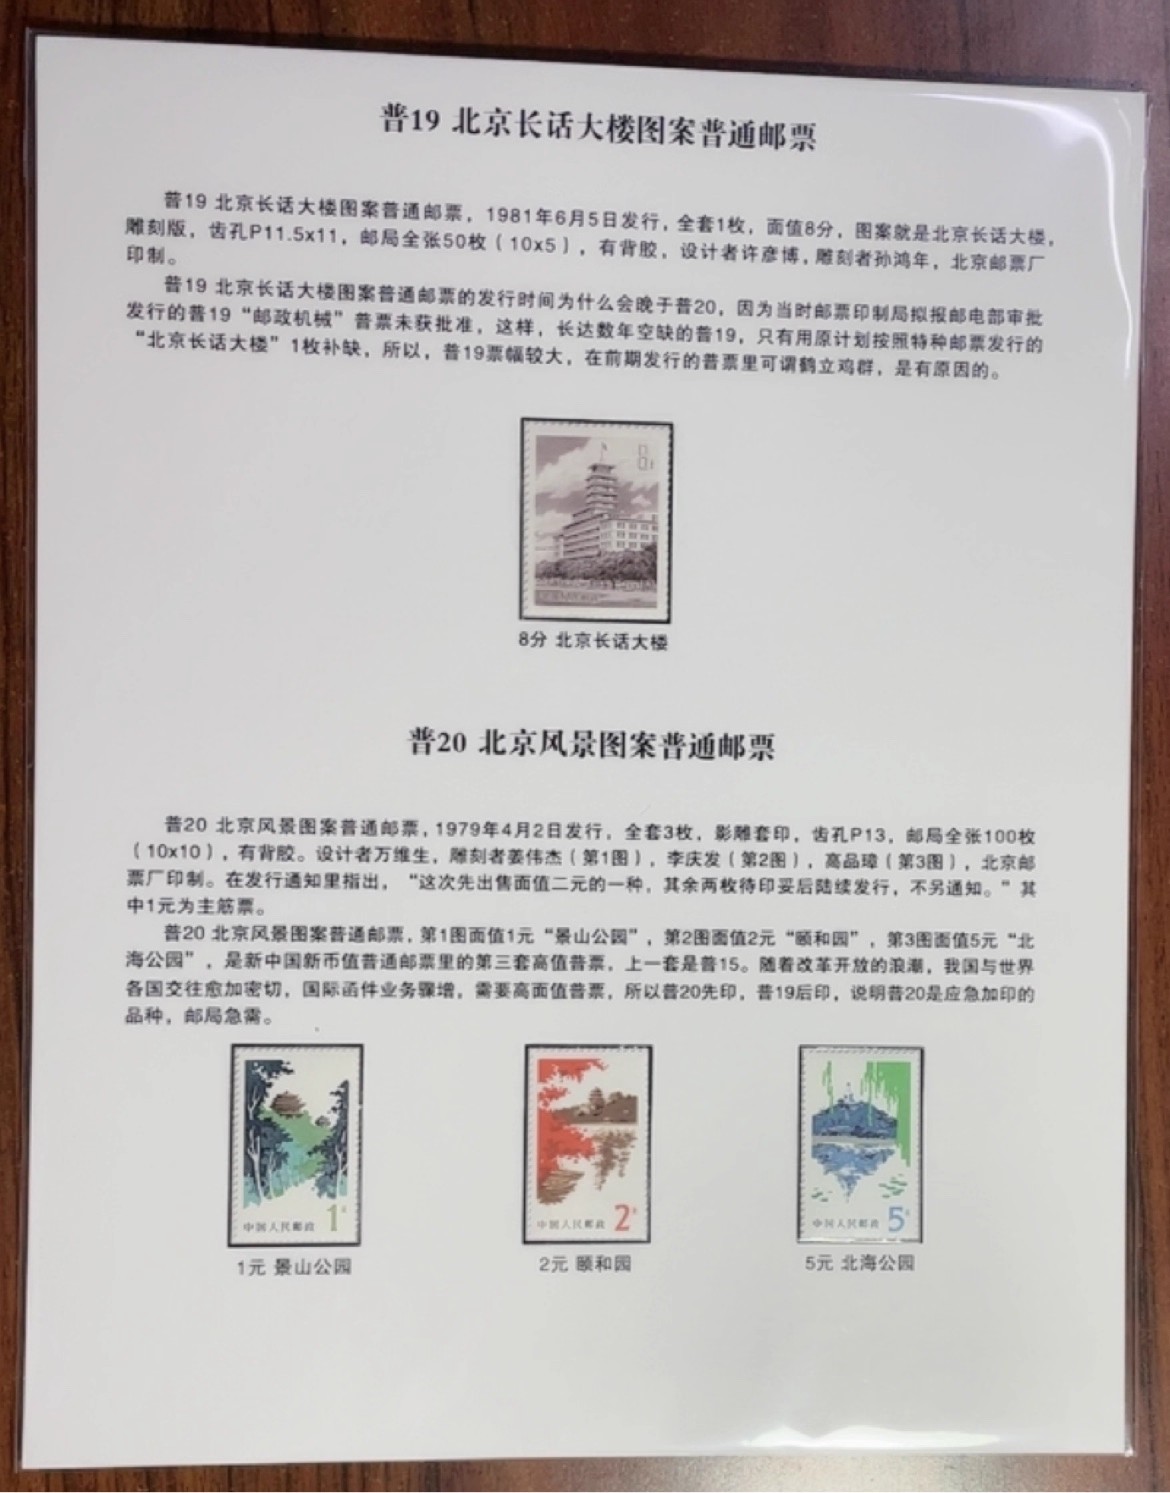 普19 北京长话大楼图案普通邮票
普19 北京长话大楼图案普通邮票，1981年6月5日发行，全套1枚，面值8分，图案就是北京长话大楼，
雕刻版，齿孔P11.5x11，邮局全张50枚（10x5），有背胶，设计者许彦博，雕刻者孙鸿年，北京邮票厂
印制。
普19 北京长话大楼图案普通邮票的发行时间为什么会晚于普20，因为当时邮票印制局拟报邮电部审批
发行的普19“邮政机械”普票未获批准，这样，长达数年空缺的普19，只有用原计划按照特种邮票发行的
“北京长话大楼”1枚补缺，所以，普19票幅较大，在前期发行的普票里可谓鹤立鸡群，是有原因的。
8分 北京长话大楼
普20 北京风景图案普通邮票
普20 北京风景图案普通邮票，1979年4月2日发行，全套3枚，影雕套印，齿孔P13，邮局全张100枚
（10x10），有背胶。设计者万维生，雕刻者姜伟杰（第1图），李庆发（第2图），高品璋（第3图），北京邮
票厂印制。在发行通知里指出，“这次先出售面值二元的一种，其余两枚待印妥后陆续发行，不另通知。”其
中1元为主筋票。
普20 北京风景图案普通邮票，第1图面值1元“景山公园”，第2图面值2元“颐和园”，第3图面值5元“北
海公园”，是新中国新币值普通邮票里的第三套高值普票，上一套是普15。随着改革开放的浪潮，我国与世界
各国交往愈加密切，国际函件业务骤增，需要高面值普票，所以普20先印，普19后印，说明普20是应急加印的
品种，邮局急需。
中国人民邮政 1
中国人民邮政 2
中国人民邮政 5
1元 景山公园
2元 颐和园
5元 北海公园